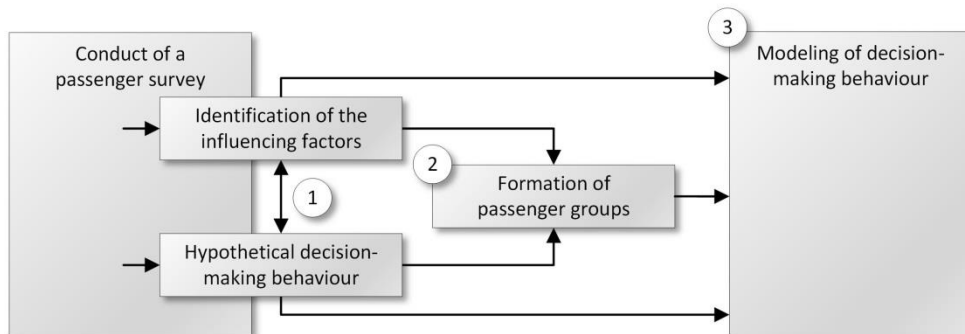 Conduct of a
passenger survey
Identification of the
influencing factors
1
Hypothetical decision-
making behaviour
2
Formation of
passenger groups
3
Modeling of decision-
making behaviour